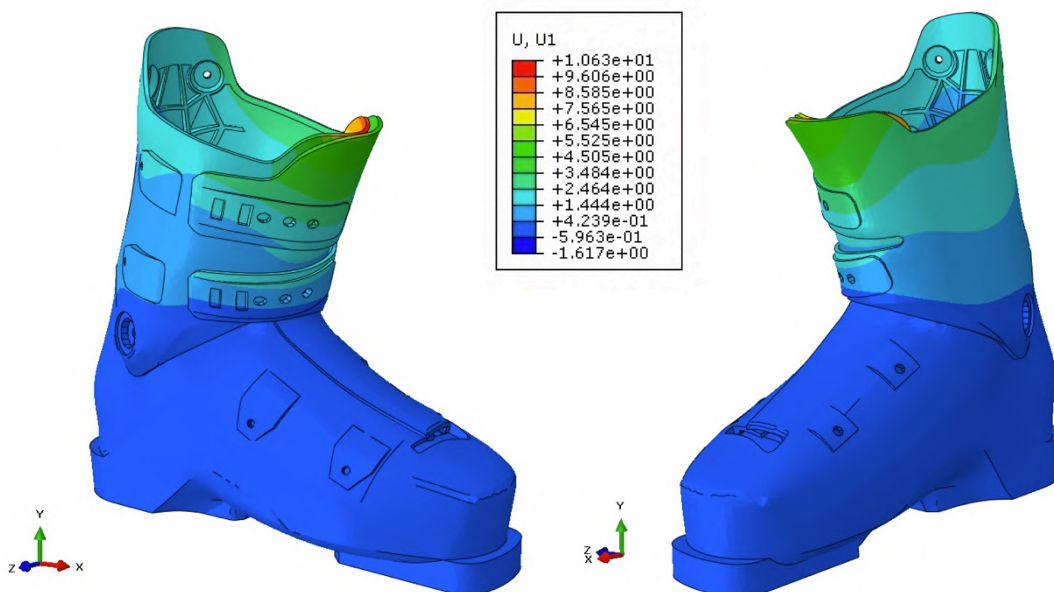 U, U1
+1.063e+01
+9.606e+00
+8.585e+00
+7.565e+00
+6.545e+00
+5.525e+00
+4.505e+00
+3.484e+00
+2.464e+00
+1.444e+00
+4.239e-01
-5.963e-01
-1.617e+00
Y
Z
X
Y
Z
X